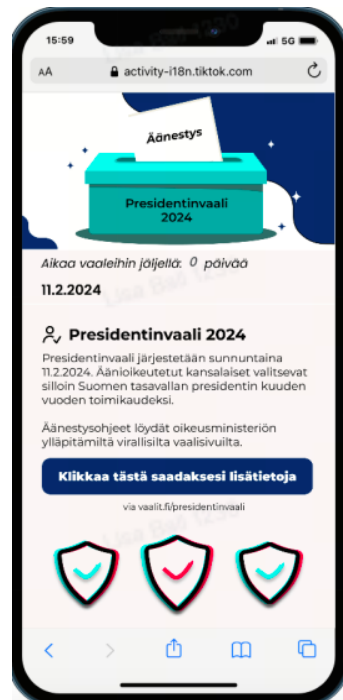 15:59
5G
AA
activity-i18n.tiktok.com
Äänestys
Presidentinvaali
2024
Aikaa vaaleihin jäljellä: 0 päivää
11.2.2024
Presidentinvaali 2024
Presidentinvaali järjestetään sunnuntaina
11.2.2024. Äänioikeutetut kansalaiset valitsevat
silloin Suomen tasavallan presidentin kuuden
vuoden toimikaudeksi.
Äänestysohjeet löydät oikeusministeriön
ylläpitämiltä virallisilta vaalisivuilta.
Klikkaa tästä saadaksesi lisätietoja
via vaalit.fi/presidentinvaali